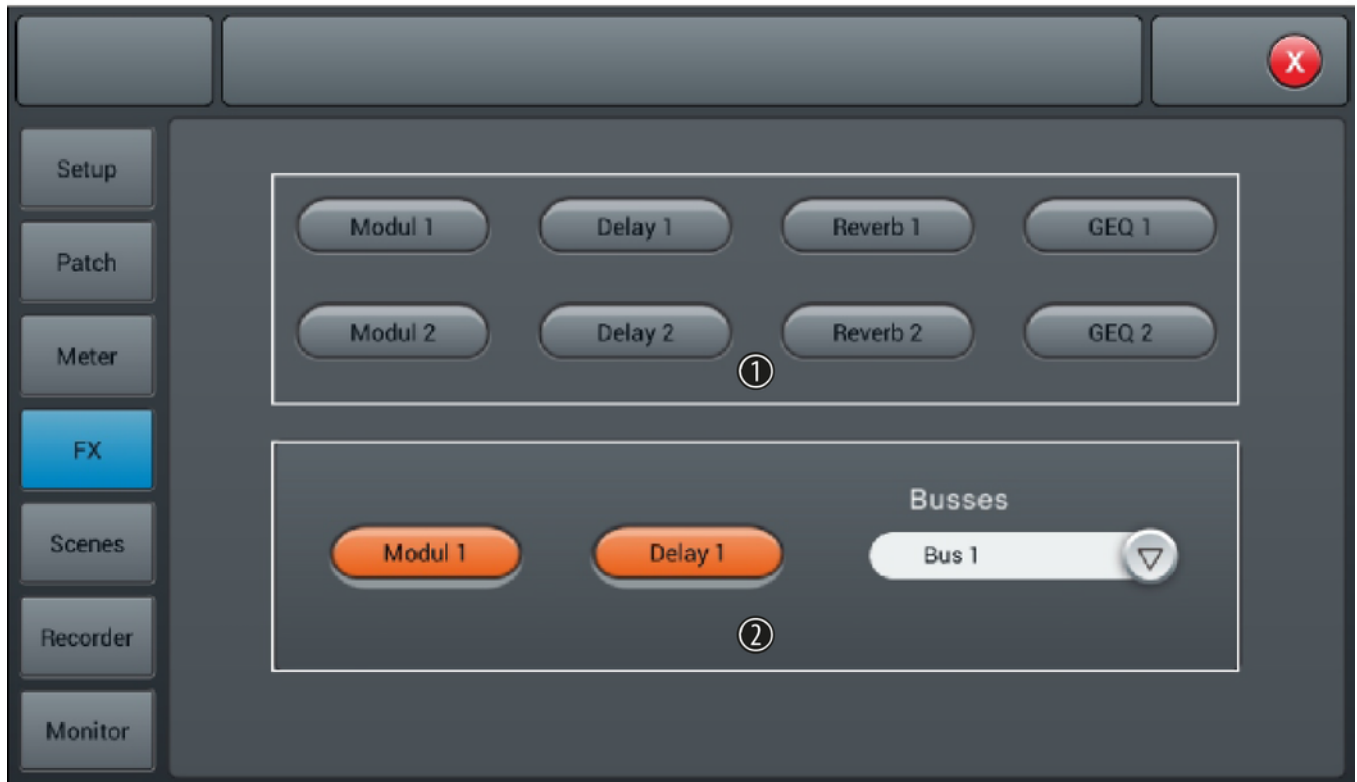 X
Setup
Patch
Meter
FX
Scenes
Recorder
Monitor
Modul 1 Delay 1 Reverb 1 GEQ 1
Modul 2 Delay 2 Reverb 2 GEQ 2
①
Busses
Modul 1 Delay 1 Bus 1
②